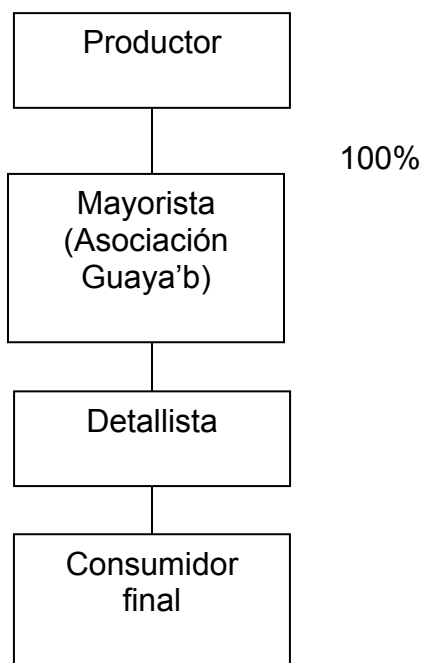 Productor
100%
Mayorista
(Asociación
Guaya’b)
Detallista
Consumidor
final